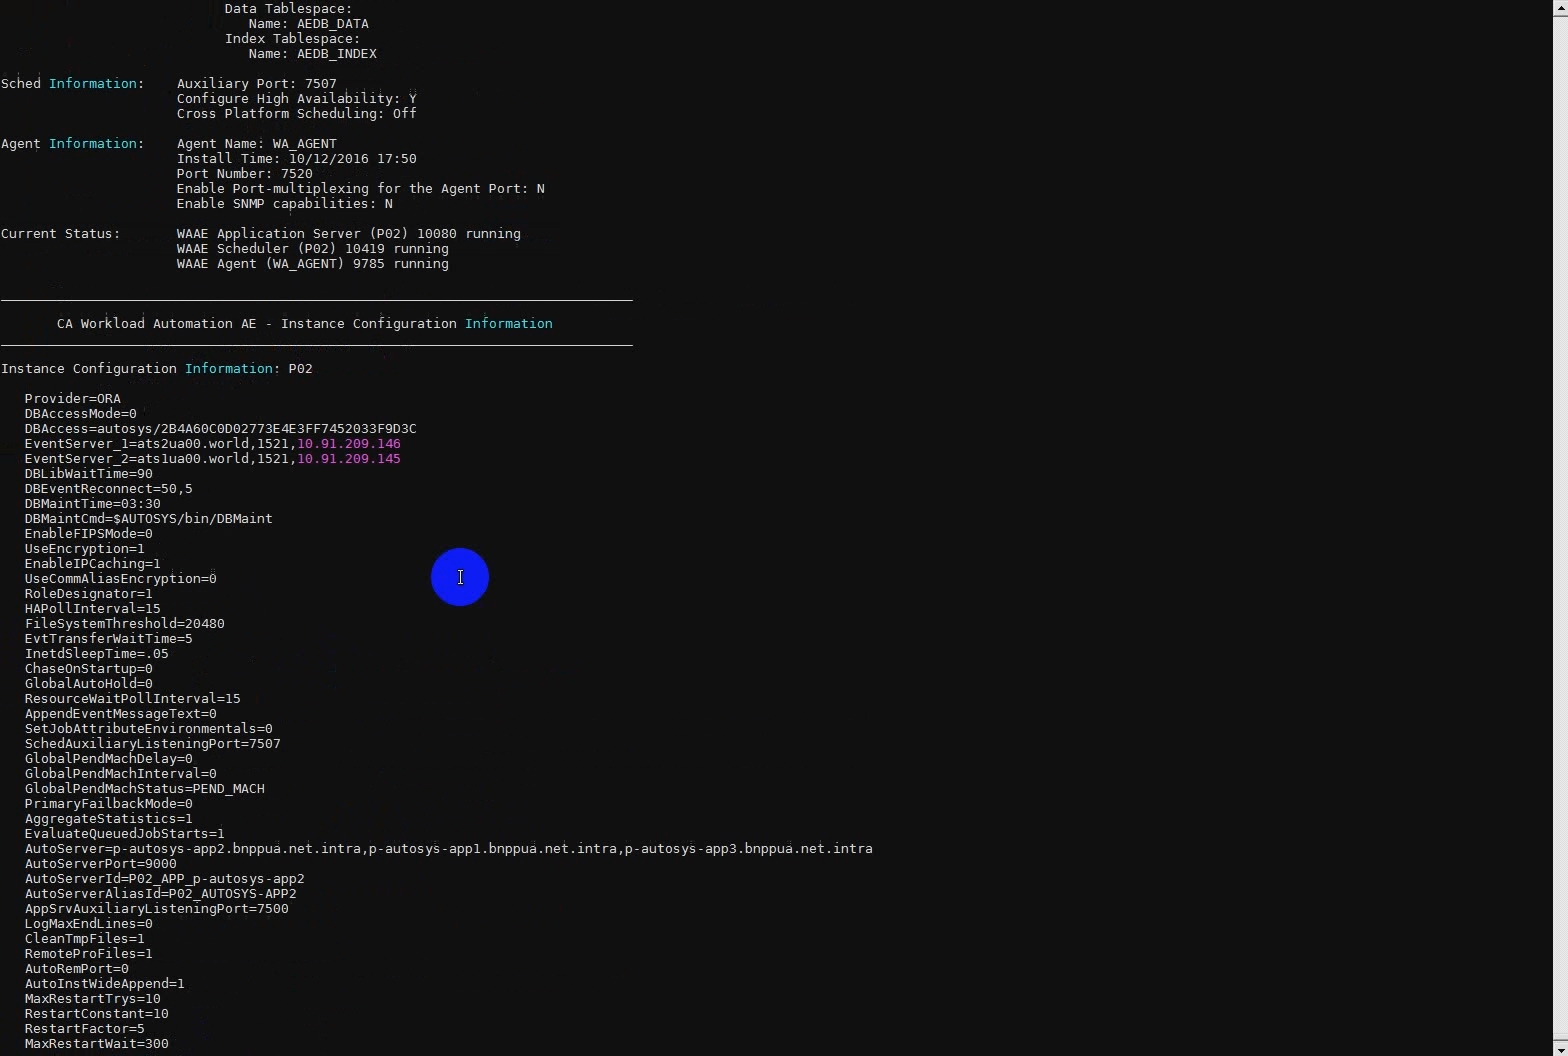 Data Tablespace:
Name: AEDB_DATA
Index Tablespace:
Name: AEDB_INDEX
Sched Information: Auxiliary Port: 7507
Configure High Availability: Y
Cross Platform Scheduling: Off
Agent Information: Agent Name: WA_AGENT
Install Time: 10/12/2016 17:50
Port Number: 7520
Enable Port-multiplexing for the Agent Port: N
Enable SNMP capabilities: N
Current Status: WAAE Application Server (P02) 10080 running
WAAE Scheduler (P02) 10419 running
WAAE Agent (WA_AGENT) 9785 running
CA Workload Automation AE - Instance Configuration Information
Instance Configuration Information: P02
Provider=ORA
DBAccessMode=0
DBAccess=autosys/2B4A60C0D02773E4E3FF7452033F9D3C
EventServer_1=ats2ua00.world,1521,10.91.209.146
EventServer_2=ats1ua00.world,1521,10.91.209.145
DBLibWaitTime=90
DBEventReconnect=50,5
DBMaintTime=03:30
DBMaintCmd=$AUTOSYS/bin/DBMaint
EnableFIPSMode=0
UseEncryption=1
EnableIPCaching=1
UseCommAliasEncryption=0
RoleDesignator=1
HAPollInterval=15
FileSystemThreshold=20480
EvtTransferWaitTime=5
InetdSleepTime=.05
ChaseOnStartup=0
GlobalAutoHold=0
ResourceWaitPollInterval=15
AppendEventMessageText=0
SetJobAttributeEnvironmentals=0
SchedAuxiliaryListeningPort=7507
GlobalPendMachDelay=0
GlobalPendMachInterval=0
GlobalPendMachStatus=PEND_MACH
PrimaryFailbackMode=0
AggregateStatistics=1
EvaluateQueuedJobStarts=1
AutoServer=p-autosys-app2.bnppua.net.intra,p-autosys-app1.bnppua.net.intra,p-autosys-app3.bnppua.net.intra
AutoServerPort=9000
AutoServerId=P02_APP_p-autosys-app2
AutoServerAliasId=P02_AUTOSYS-APP2
AppSrvAuxiliaryListeningPort=7500
LogMaxEndLines=0
CleanTmpFiles=1
RemoteProFiles=1
AutoRemPort=0
AutoInstWideAppend=1
MaxRestartTrys=10
RestartConstant=10
RestartFactor=5
MaxRestartWait=300